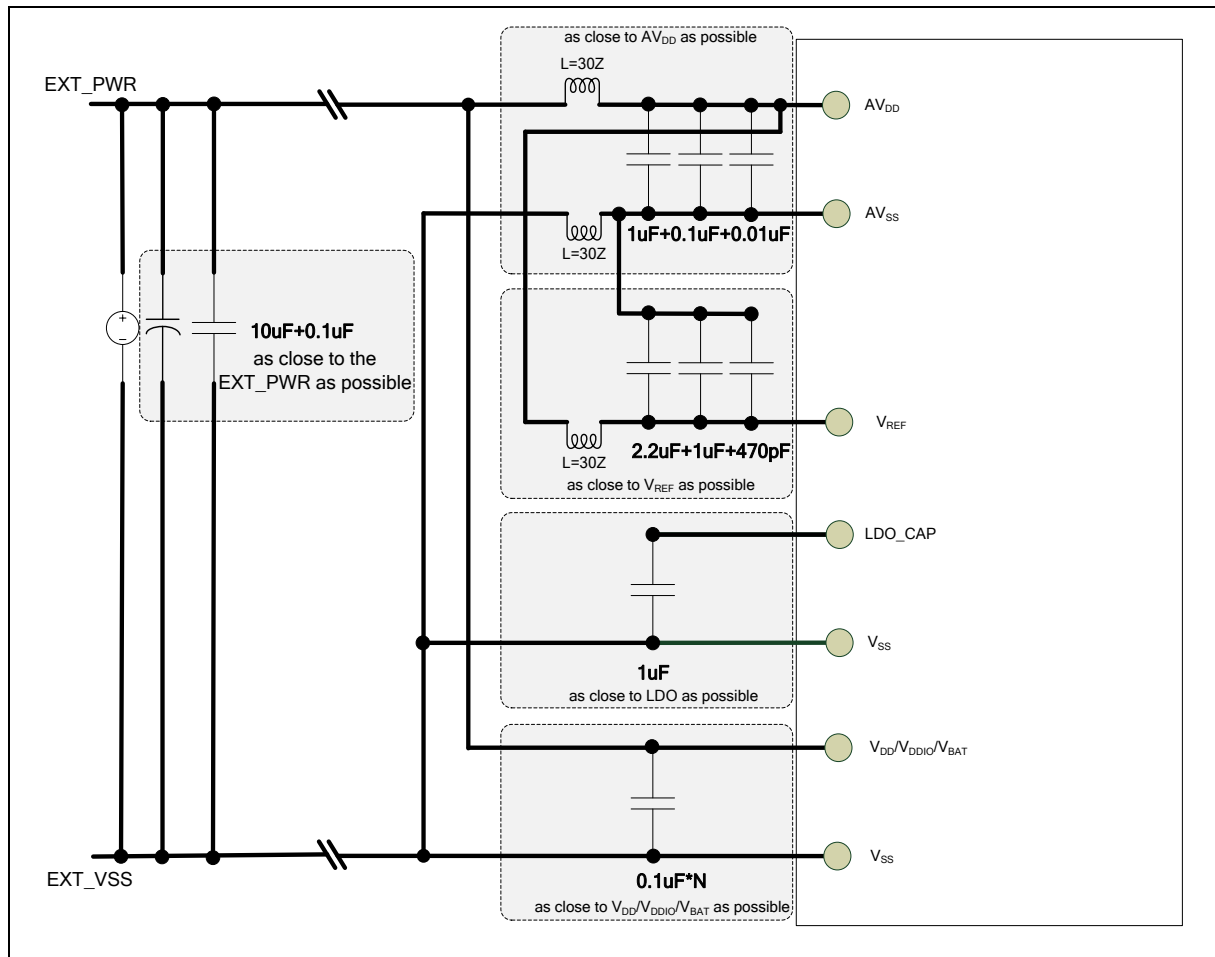 as close to AVDD as possible
L=30Z
EXT_PWR
AVDD
AVSS
1uF+0.1uF+0.01uF
L=30Z
10uF+0.1uF
as close to the
EXT_PWR as possible
VREF
2.2uF+1uF+470pF
L=30Z
as close to VREF as possible
LDO_CAP
VSS
1uF
as close to LDO as possible
VDD/VDDIO/VBAT
VSS
EXT_VSS
0.1uF*N
as close to VDD/VDDIO/VBAT as possible